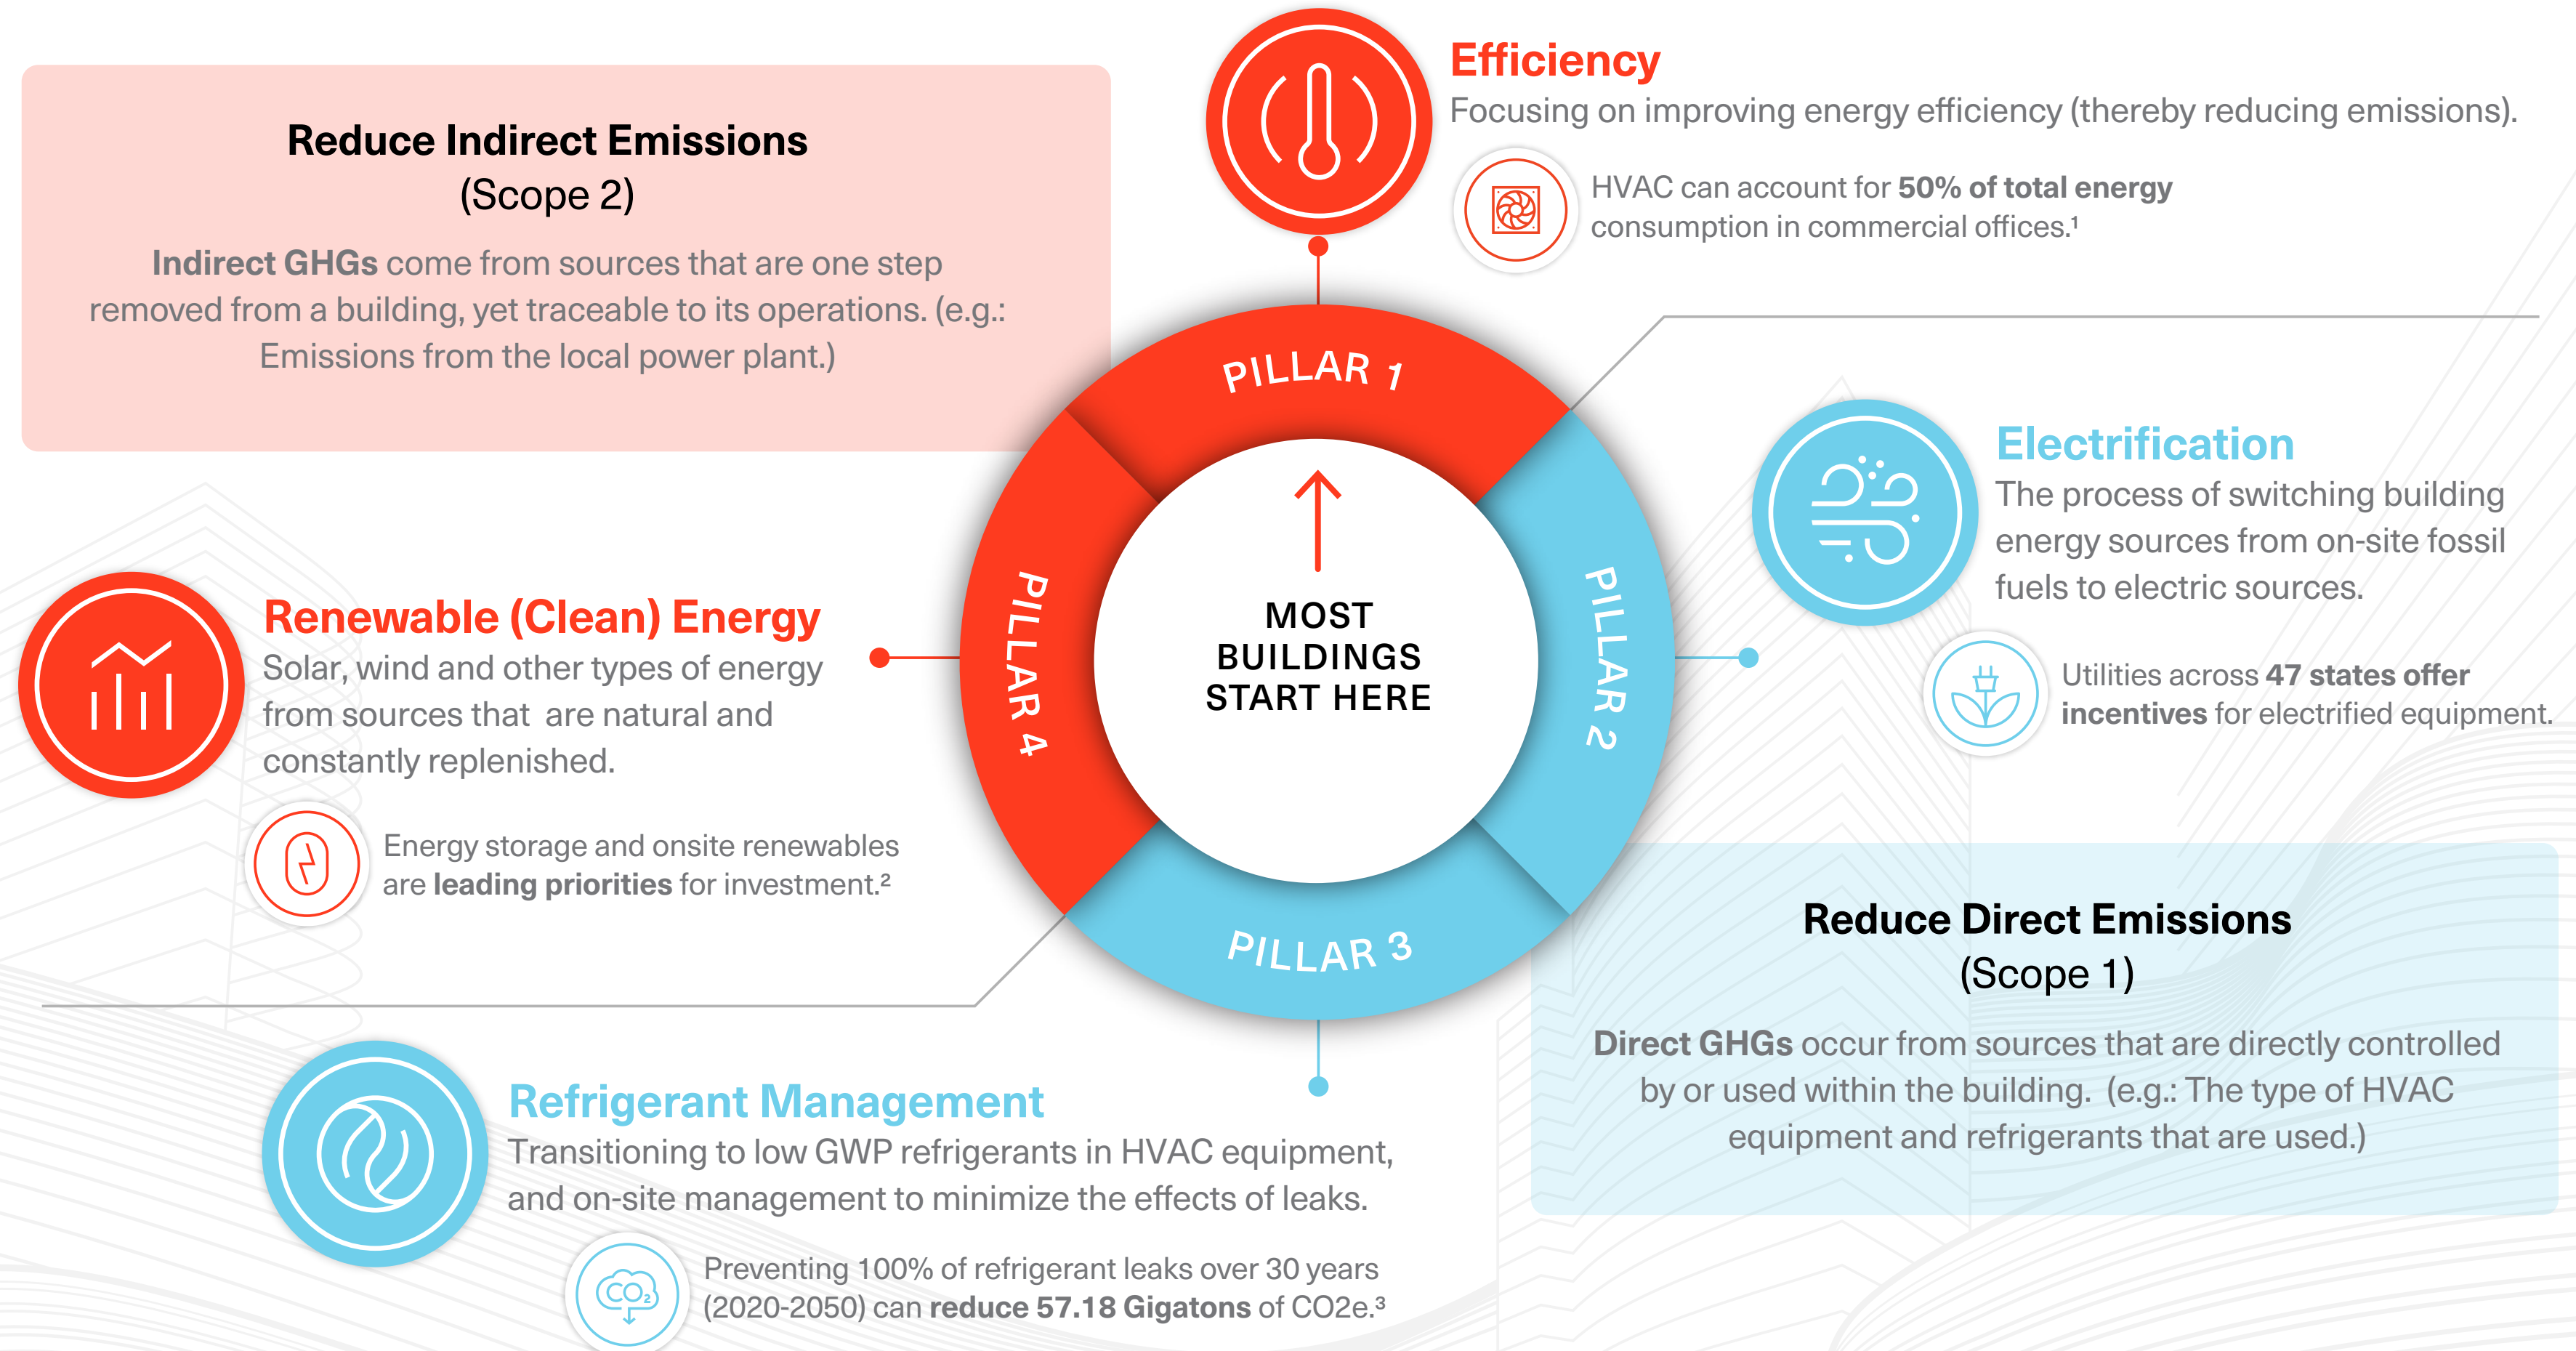 Reduce Indirect Emissions
(Scope 2)
Indirect GHGs come from sources that are one step
removed from a building, yet traceable to its operations. (e.g.:
Emissions from the local power plant.)
Efficiency
Focusing on improving energy efficiency (thereby reducing emissions).
HVAC can account for 50% of total energy
consumption in commercial offices.¹
PILLAR 1
MOST
BUILDINGS
START HERE
PILLAR 2
Electrification
The process of switching building
energy sources from on-site fossil
fuels to electric sources.
Utilities across 47 states offer
incentives for electrified equipment.
PILLAR 4
Renewable (Clean) Energy
Solar, wind and other types of energy
from sources that  are natural and
constantly replenished.
Energy storage and onsite renewables
are leading priorities for investment.²
PILLAR 3
Reduce Direct Emissions
(Scope 1)
Direct GHGs occur from sources that are directly controlled
by or used within the building.  (e.g.: The type of HVAC
equipment and refrigerants that are used.)
Refrigerant Management
Transitioning to low GWP refrigerants in HVAC equipment,
and on-site management to minimize the effects of leaks.
CO₂
Preventing 100% of refrigerant leaks over 30 years
(2020-2050) can reduce 57.18 Gigatons of CO2e.³